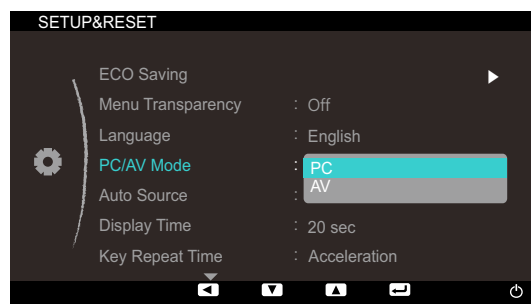 SETUP&RESET
ECO Saving
Menu Transparency : Off
Language : English
PC/AV Mode : PC
AV
Auto Source :
Display Time : 20 sec
Key Repeat Time : Acceleration